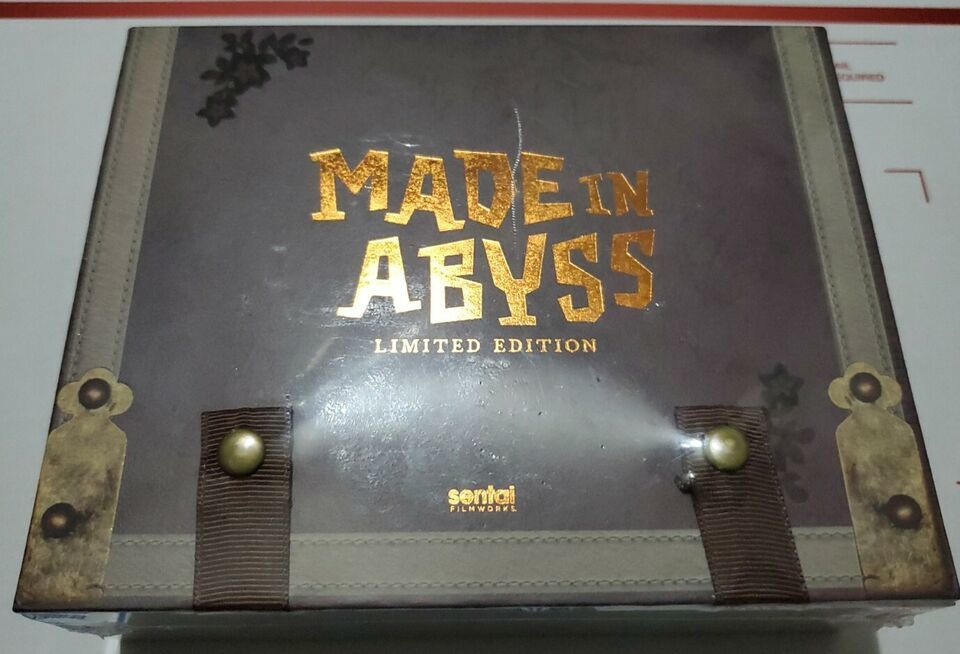 MADE IN
ABYSS
LIMITED EDITION
sentai
FILMWORKS